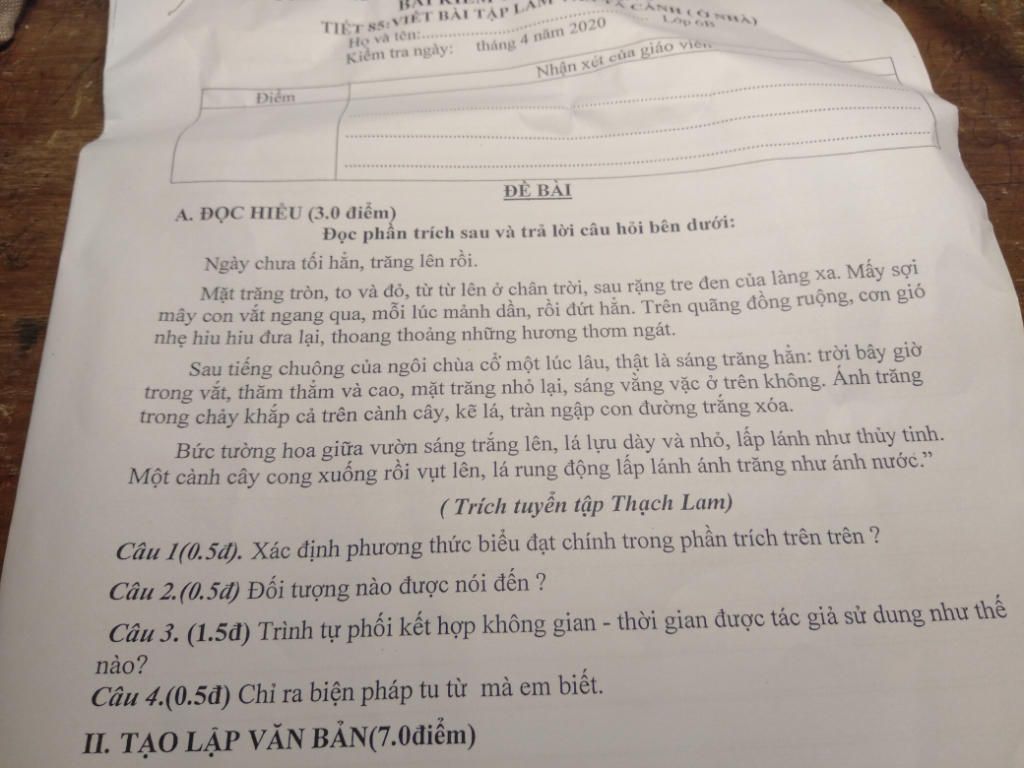 TIẾT 85: VIẾT BÀI TẬP LÀM TẢ CẢNH ( Ở NHÀ)
Họ và tên:.................... Lớp 6B
Kiểm tra ngày: tháng 4 năm 2020
Điểm
Nhận xét của giáo viên
ĐỀ BÀI
A. ĐỌC HIỂU (3.0 điểm)
Đọc phần trích sau và trả lời câu hỏi bên dưới:
Ngày chưa tối hẳn, trăng lên rồi.
Mặt trăng tròn, to và đỏ, từ từ lên ở chân trời, sau rặng tre đen của làng xa. Mấy sợi
mây con vắt ngang qua, mỗi lúc mảnh dần, rồi đứt hẳn. Trên quãng đồng ruộng, cơn gió
nhẹ hiu hiu đưa lại, thoang thoảng những hương thơm ngát.
Sau tiếng chuông của ngôi chùa cổ một lúc lâu, thật là sáng trăng hẳn: trời bây giờ
trong vắt, thăm thẳm và cao, mặt trăng nhỏ lại, sáng vằng vặc ở trên không. Ánh trăng
trong chảy khắp cả trên cành cây, kẽ lá, tràn ngập con đường trắng xóa.
Bức tường hoa giữa vườn sáng trắng lên, lá lựu dày và nhỏ, lấp lánh như thủy tinh.
Một cành cây cong xuống rồi vụt lên, lá rung động lấp lánh ánh trăng như ánh nước.”
( Trích tuyển tập Thạch Lam)
Câu 1(0.5đ). Xác định phương thức biểu đạt chính trong phần trích trên trên ?
Câu 2.(0.5đ) Đối tượng nào được nói đến ?
Câu 3. (1.5đ) Trình tự phối kết hợp không gian - thời gian được tác giả sử dung như thế
nào?
Câu 4.(0.5đ) Chỉ ra biện pháp tu từ mà em biết.
II. TẠO LẬP VĂN BẢN(7.0điểm)